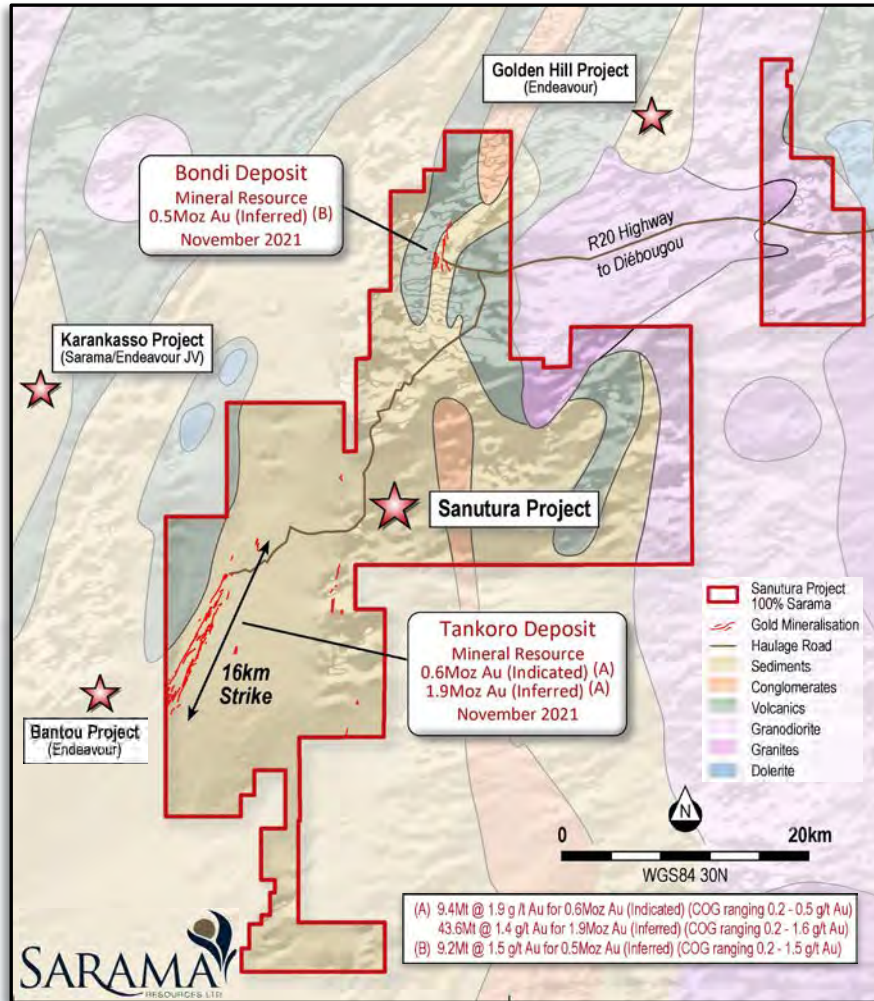 Golden Hill Project
(Endeavour)
Bondi Deposit
Mineral Resource
0.5Moz Au (Inferred) (B)
November 2021
R20 Highway
to Diébougou
Karankasso Project
(Sarama/Endeavour JV)
Sanutura Project
Tankoro Deposit
Mineral Resource
0.6Moz Au (Indicated) (A)
1.9Moz Au (Inferred) (A)
November 2021
16km
Strike
Bantou Project
(Endeavour)
Sanutura Project
100% Sarama
Gold Mineralisation
Haulage Road
Sediments
Conglomerates
Volcanics
Granodiorite
Granites
Dolerite
N
0 20km
WGS84 30N
(A) 9.4Mt @ 1.9 g/t Au for 0.6Moz Au (Indicated) (COG ranging 0.2 - 0.5 g/t Au)
43.6Mt @ 1.4 g/t Au for 1.9Moz Au (Inferred) (COG ranging 0.2 - 1.6 g/t Au)
(B) 9.2Mt @ 1.5 g/t Au for 0.5Moz Au (Inferred) (COG ranging 0.2 - 1.5 g/t Au)
SARAMA
RESOURCES LTD